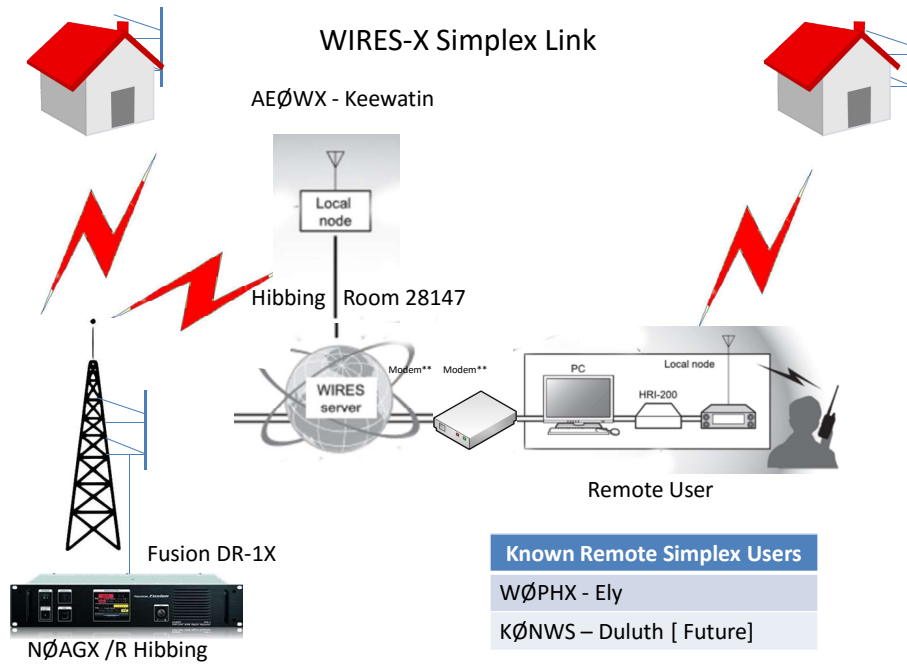 WIRES-X Simplex Link
AEØWX - Keewatin
Local
node
Hibbing Room 28147
Modem** Modem**
WIRES
server
PC
Local node
HRI-200
Remote User
Fusion DR-1X
NØAGX /R Hibbing
Known Remote Simplex Users
WØPHX - Ely
KØNWS – Duluth [ Future]